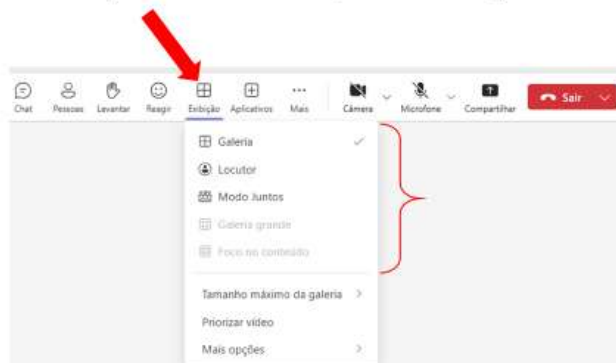 Chat Pessoas Levantar Reagir Exibição Aplicativos Mais Câmera Microfone Compartilhar Sair
Galeria
Locutor
Modo Juntos
Galeria grande
Foco no conteúdo
Tamanho máximo da galeria
Priorizar vídeo
Mais opções